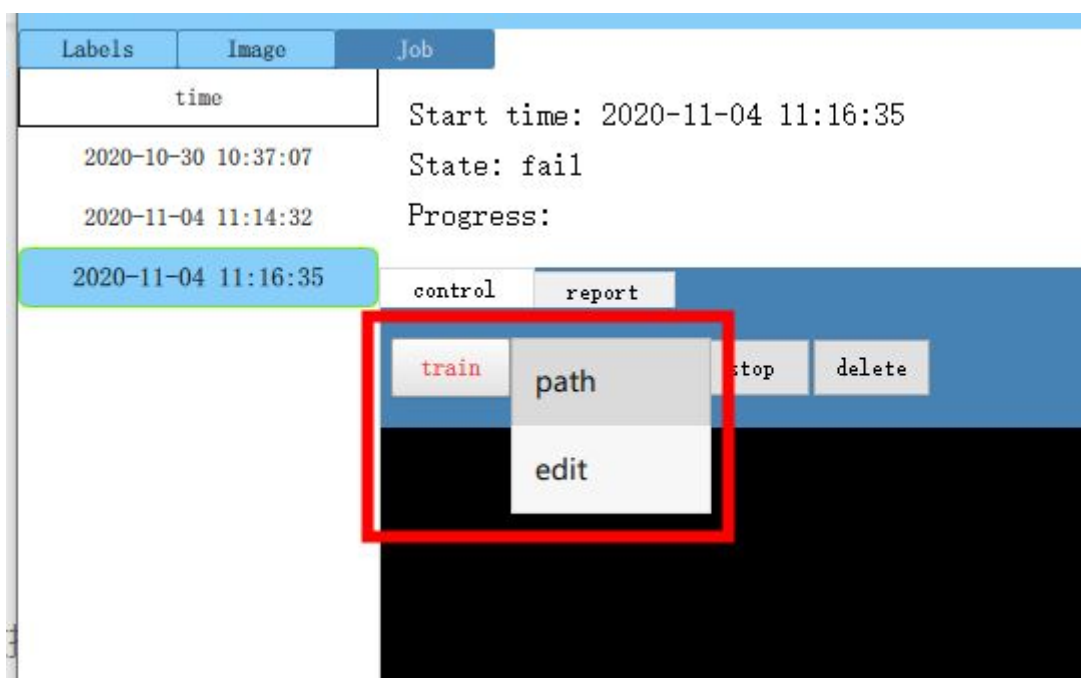 Labels Image Job
time
Start time: 2020-11-04 11:16:35
2020-10-30 10:37:07
State: fail
2020-11-04 11:14:32
Progress:
2020-11-04 11:16:35
control report
train path stop delete
edit